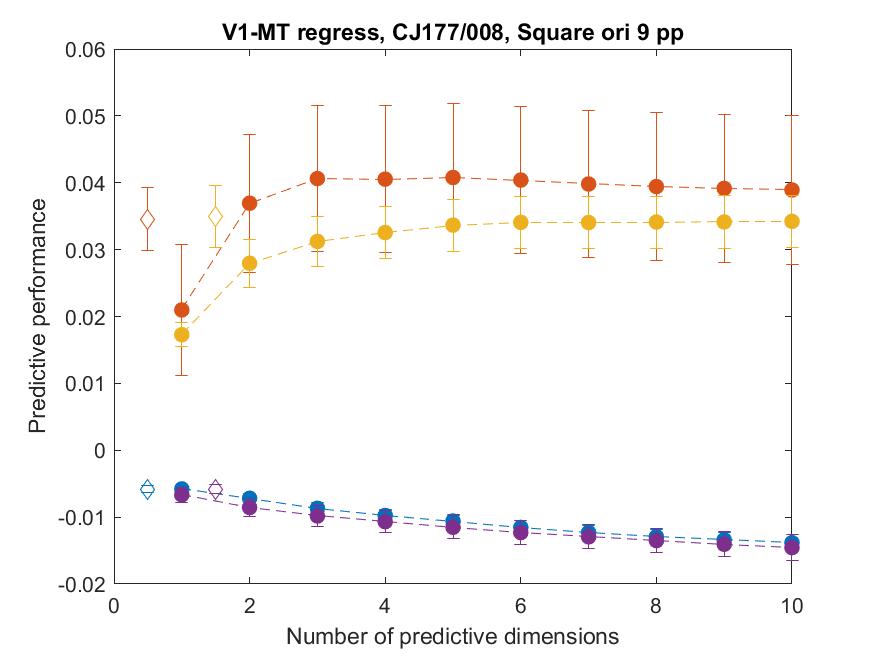 V1-MT regress, CJ177/008, Square ori 9 pp
Predictive performance
0.06
0.05
0.04
0.03
0.02
0.01
0
-0.01
-0.02
0 2 4 6 8 10
Number of predictive dimensions